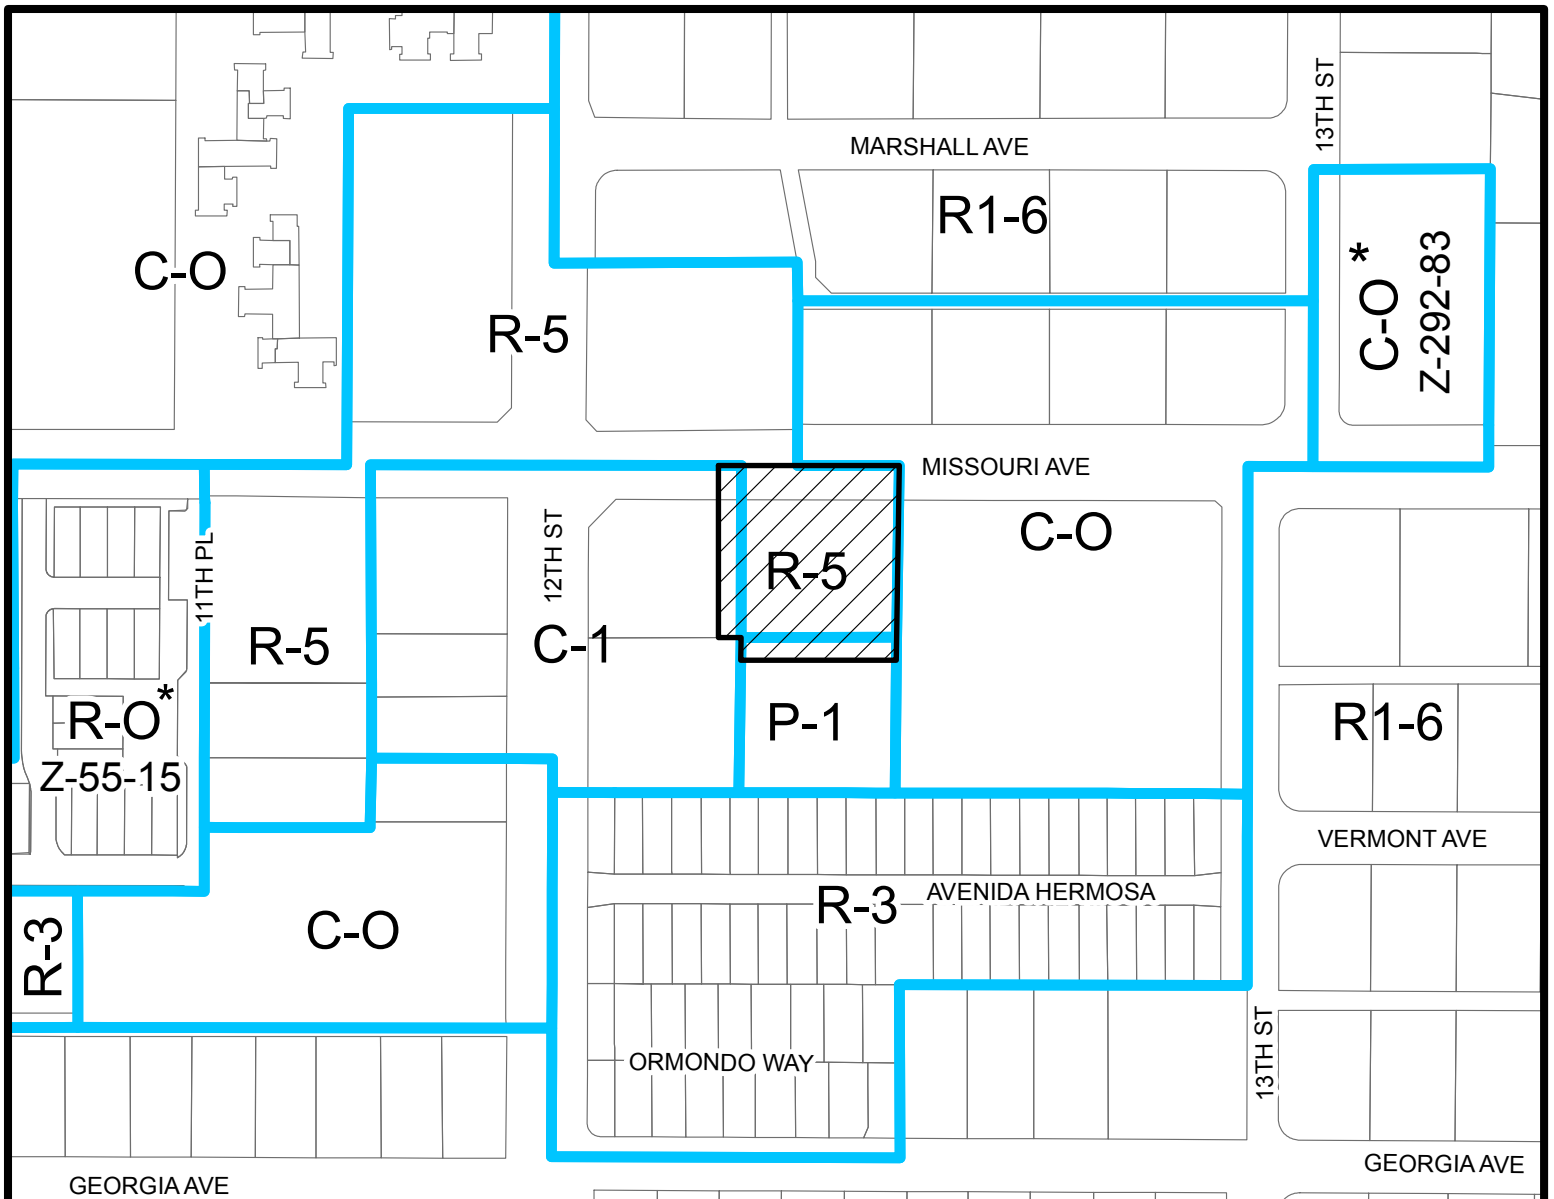 13TH ST
MARSHALL AVE
R1-6
C-O
C-O *
Z-292-83
R-5
MISSOURI AVE
C-O
12TH ST
11TH PL
R-5
R-5
C-1
R-O*
Z-55-15
P-1
R1-6
VERMONT AVE
AVENIDA HERMOSA
R-3
C-O
R-3
13TH ST
ORMONDO WAY
GEORGIA AVE
GEORGIA AVE